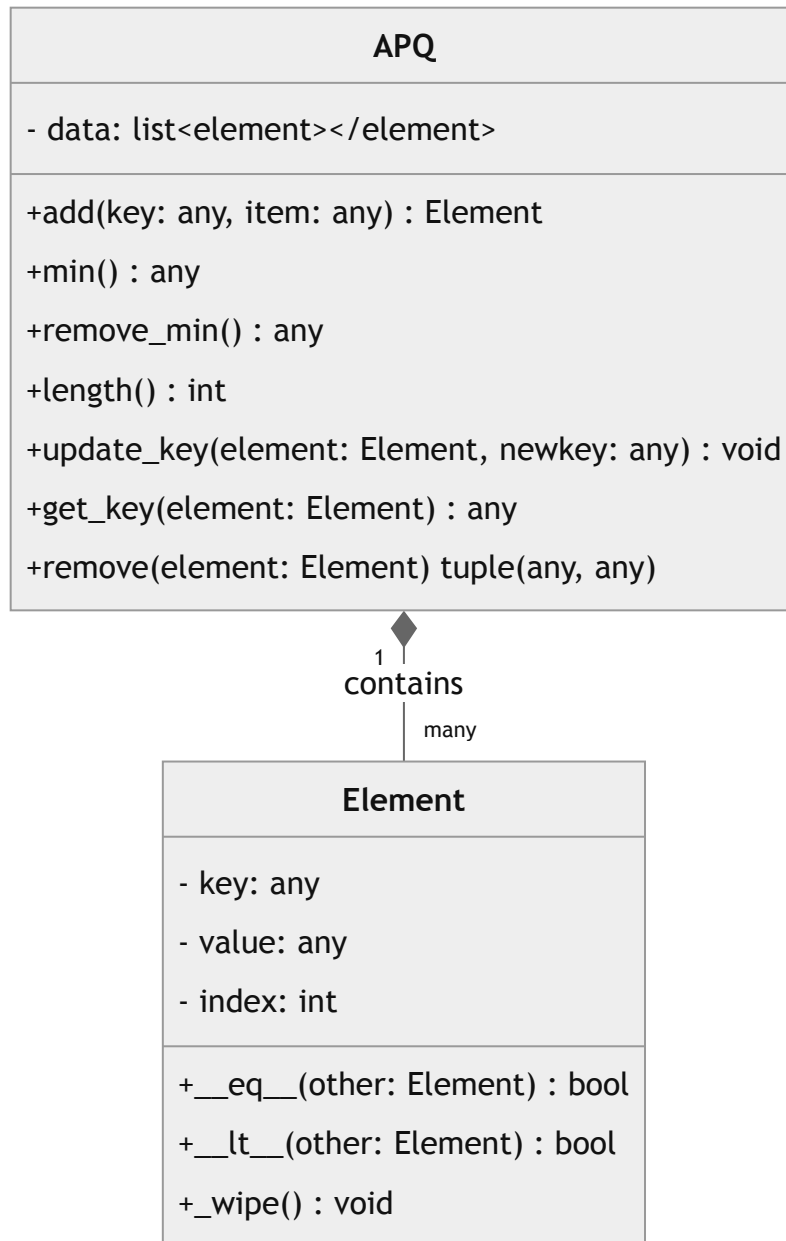 APQ
- data: list<element></element>
+add(key: any, item: any) : Element
+min() : any
+remove_min() : any
+length() : int
+update_key(element: Element, newkey: any) : void
+get_key(element: Element) : any
+remove(element: Element) tuple(any, any)
1
contains
many
Element
- key: any
- value: any
- index: int
+__eq__(other: Element) : bool
+__lt__(other: Element) : bool
+_wipe() : void